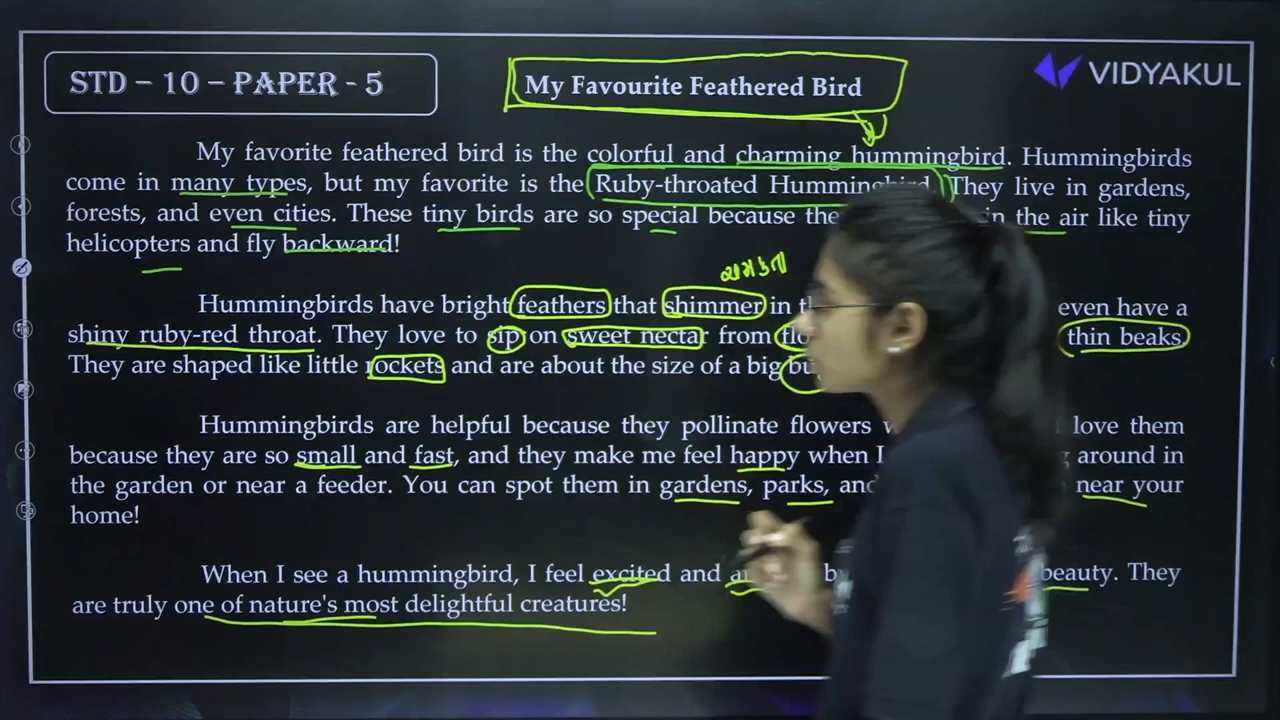 STD – 10 – PAPER - 5
My Favourite Feathered Bird
VIDYAKUL
My favorite feathered bird is the colorful and charming hummingbird. Hummingbirds
come in many types, but my favorite is the Ruby-throated Hummingbird. They live in gardens,
forests, and even cities. These tiny birds are so special because in the air like tiny
helicopters and fly backward!
Hummingbirds have bright feathers that shimmer in even have a
shiny ruby-red throat. They love to sip on sweet nectar from thin beaks.
They are shaped like little rockets and are about the size of a big
Hummingbirds are helpful because they pollinate flowers love them
because they are so small and fast, and they make me feel happy when I around in
the garden or near a feeder. You can spot them in gardens, parks, and near your
home!
When I see a hummingbird, I feel excited and beauty. They
are truly one of nature's most delightful creatures!